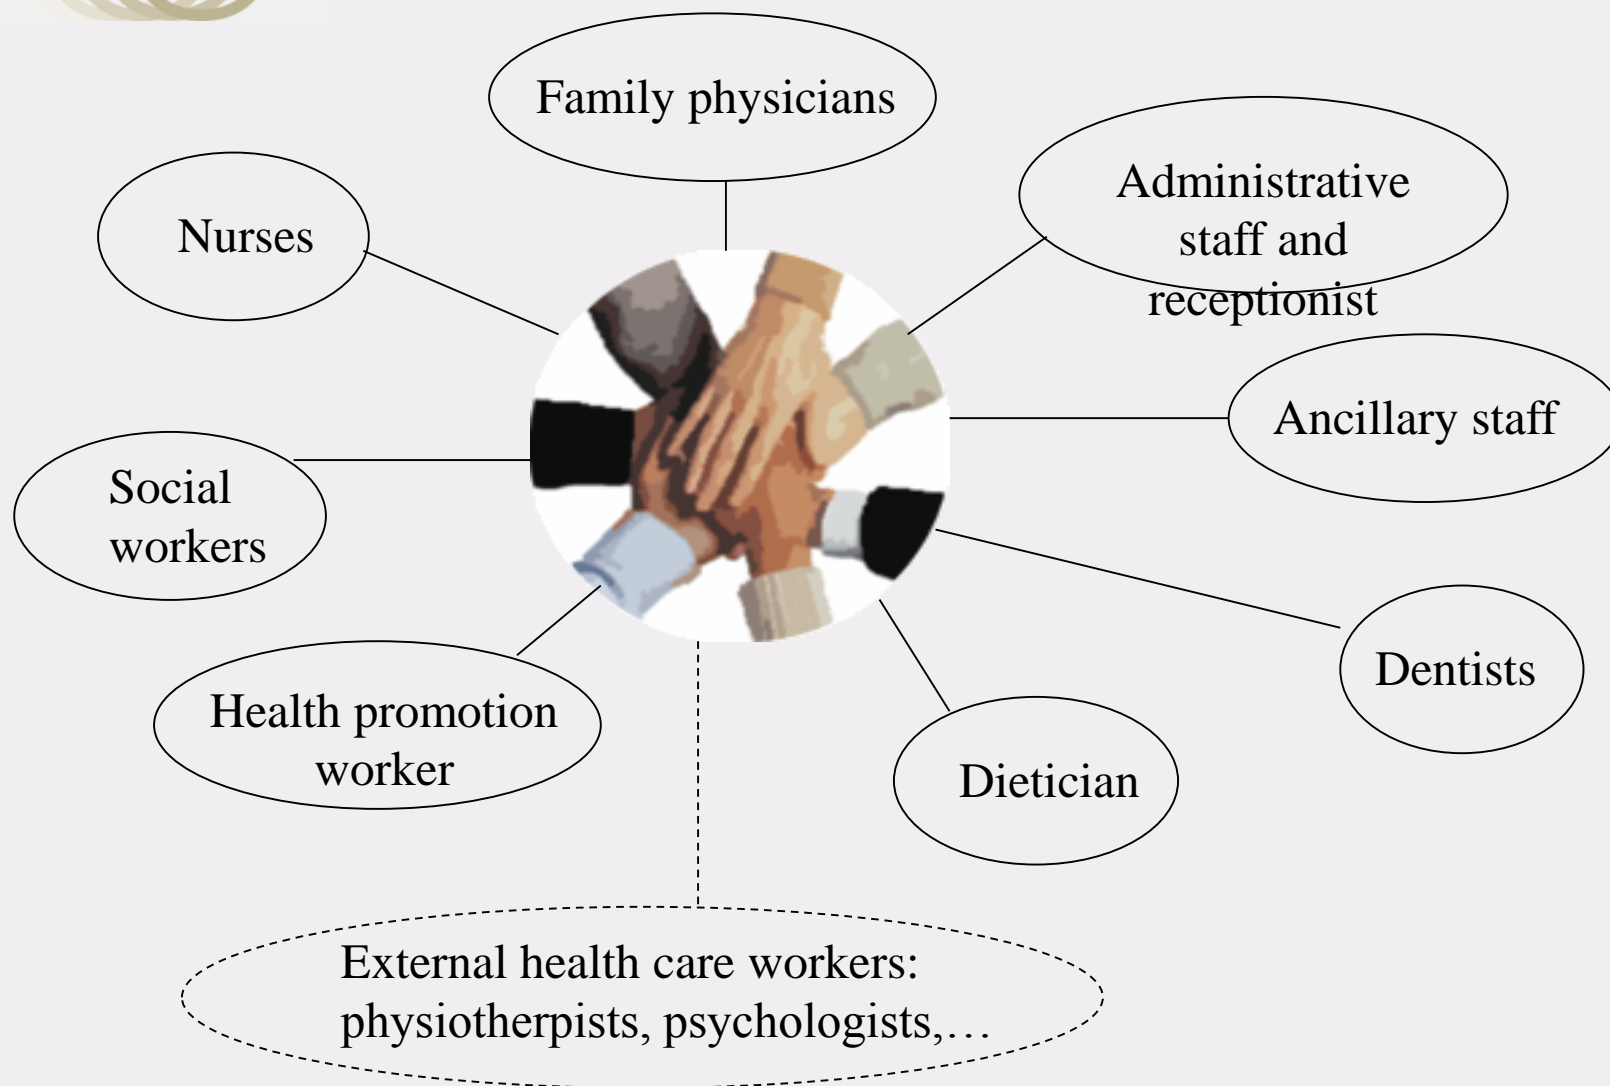 Family physicians
Administrative
staff and
receptionist
Nurses
Ancillary staff
Social
workers
Dentists
Health promotion
worker
Dietician
External health care workers:
physiotherpists, psychologists,…